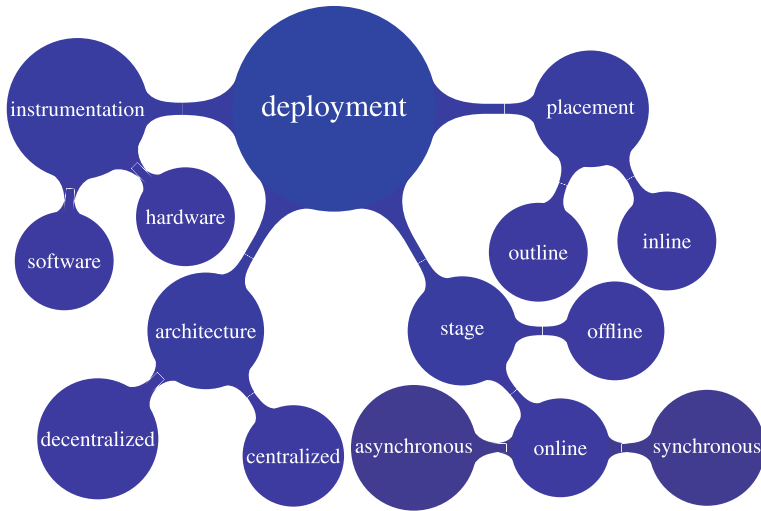 deployment
instrumentation
placement
hardware
software
outline
inline
architecture
stage
offline
decentralized
centralized
asynchronous
online
synchronous